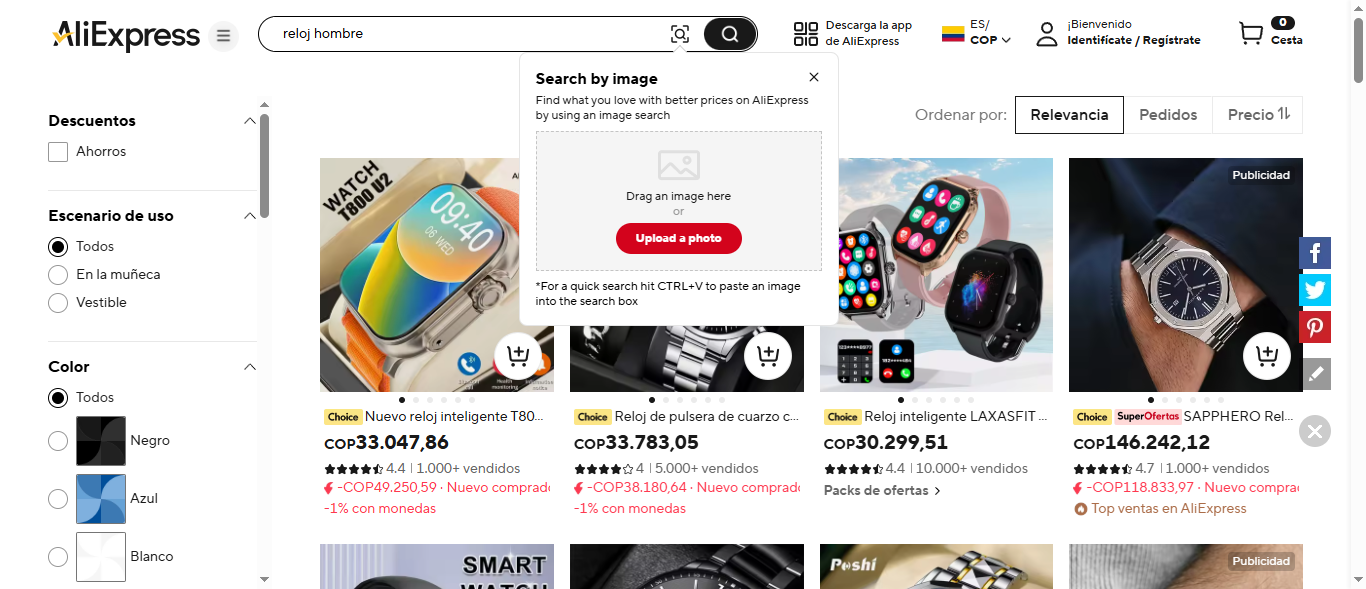 AliExpress
reloj hombre
Descarga la app
de AliExpress
ES/
COP
¡Bienvenido
Identifícate / Regístrate
0
Cesta
Search by image
Find what you love with better prices on AliExpress
by using an image search
Drag an image here
or
Upload a photo
*For a quick search hit CTRL+V to paste an image
into the search box
Descuentos
Ahorros
Escenario de uso
Todos
En la muñeca
Vestible
Color
Todos
Negro
Azul
Blanco
Ordenar por:
Relevancia
Pedidos
Precio
WATCH
T800 U2
09:40
06 WED
Publicidad
Choice Nuevo reloj inteligente T80...
COP33.047,86
4.4 | 1.000+ vendidos
-COP49.250,59 · Nuevo comprado
-1% con monedas
Choice Reloj de pulsera de cuarzo c...
COP33.783,05
4 | 5.000+ vendidos
-COP38.180,64 · Nuevo comprado
-1% con monedas
Choice Reloj inteligente LAXASFIT ...
COP30.299,51
4.4 | 10.000+ vendidos
Packs de ofertas
Choice SuperOfertas SAPPHERO Rel...
COP146.242,12
4.7 | 1.000+ vendidos
-COP118.833,97 · Nuevo compra
Top ventas en AliExpress
SMART
WATCH
Poshi
Publicidad